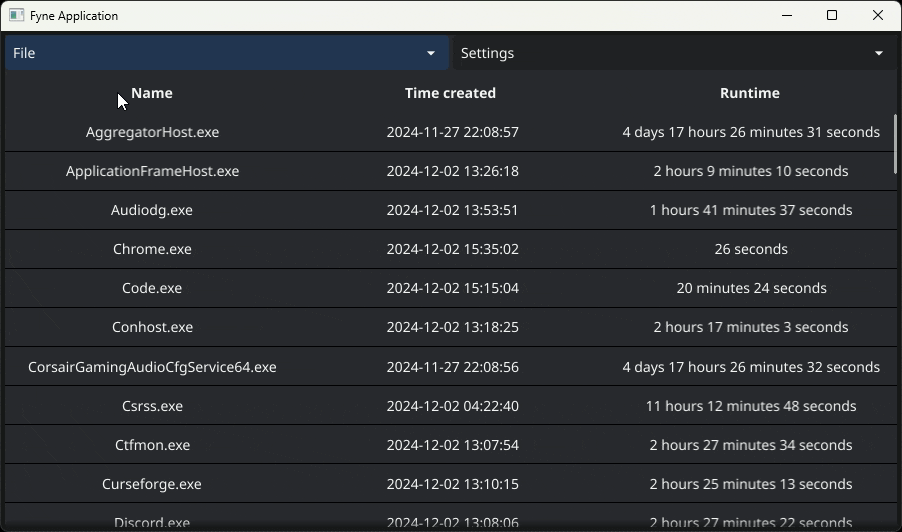 Fyne Application
File Settings
Name Time created Runtime
AggregatorHost.exe 2024-11-27 22:08:57 4 days 17 hours 26 minutes 31 seconds
ApplicationFrameHost.exe 2024-12-02 13:26:18 2 hours 9 minutes 10 seconds
Audiodg.exe 2024-12-02 13:53:51 1 hours 41 minutes 37 seconds
Chrome.exe 2024-12-02 15:35:02 26 seconds
Code.exe 2024-12-02 15:15:04 20 minutes 24 seconds
Conhost.exe 2024-12-02 13:18:25 2 hours 17 minutes 3 seconds
CorsairGamingAudioCfgService64.exe 2024-11-27 22:08:56 4 days 17 hours 26 minutes 32 seconds
Csrss.exe 2024-12-02 04:22:40 11 hours 12 minutes 48 seconds
Ctfmon.exe 2024-12-02 13:07:54 2 hours 27 minutes 34 seconds
Curseforge.exe 2024-12-02 13:10:15 2 hours 25 minutes 13 seconds
Discord.exe 2024-12-02 13:08:06 2 hours 27 minutes 22 seconds